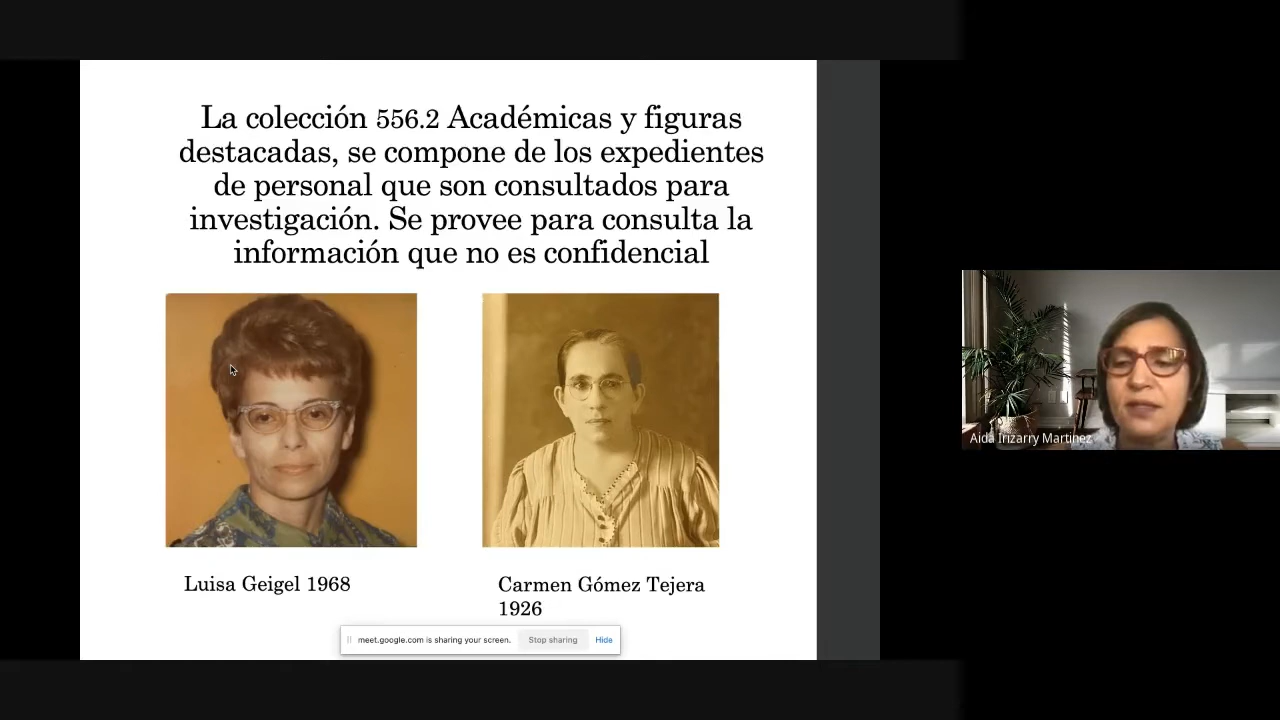 La colección 556.2 Académicas y figuras
destacadas, se compone de los expedientes
de personal que son consultados para
investigación. Se provee para consulta la
información que no es confidencial
Luisa Geigel 1968
Carmen Gómez Tejera
1926
meet.google.com is sharing your screen.
Stop sharing
Hide
Aida Irizarry Martinez